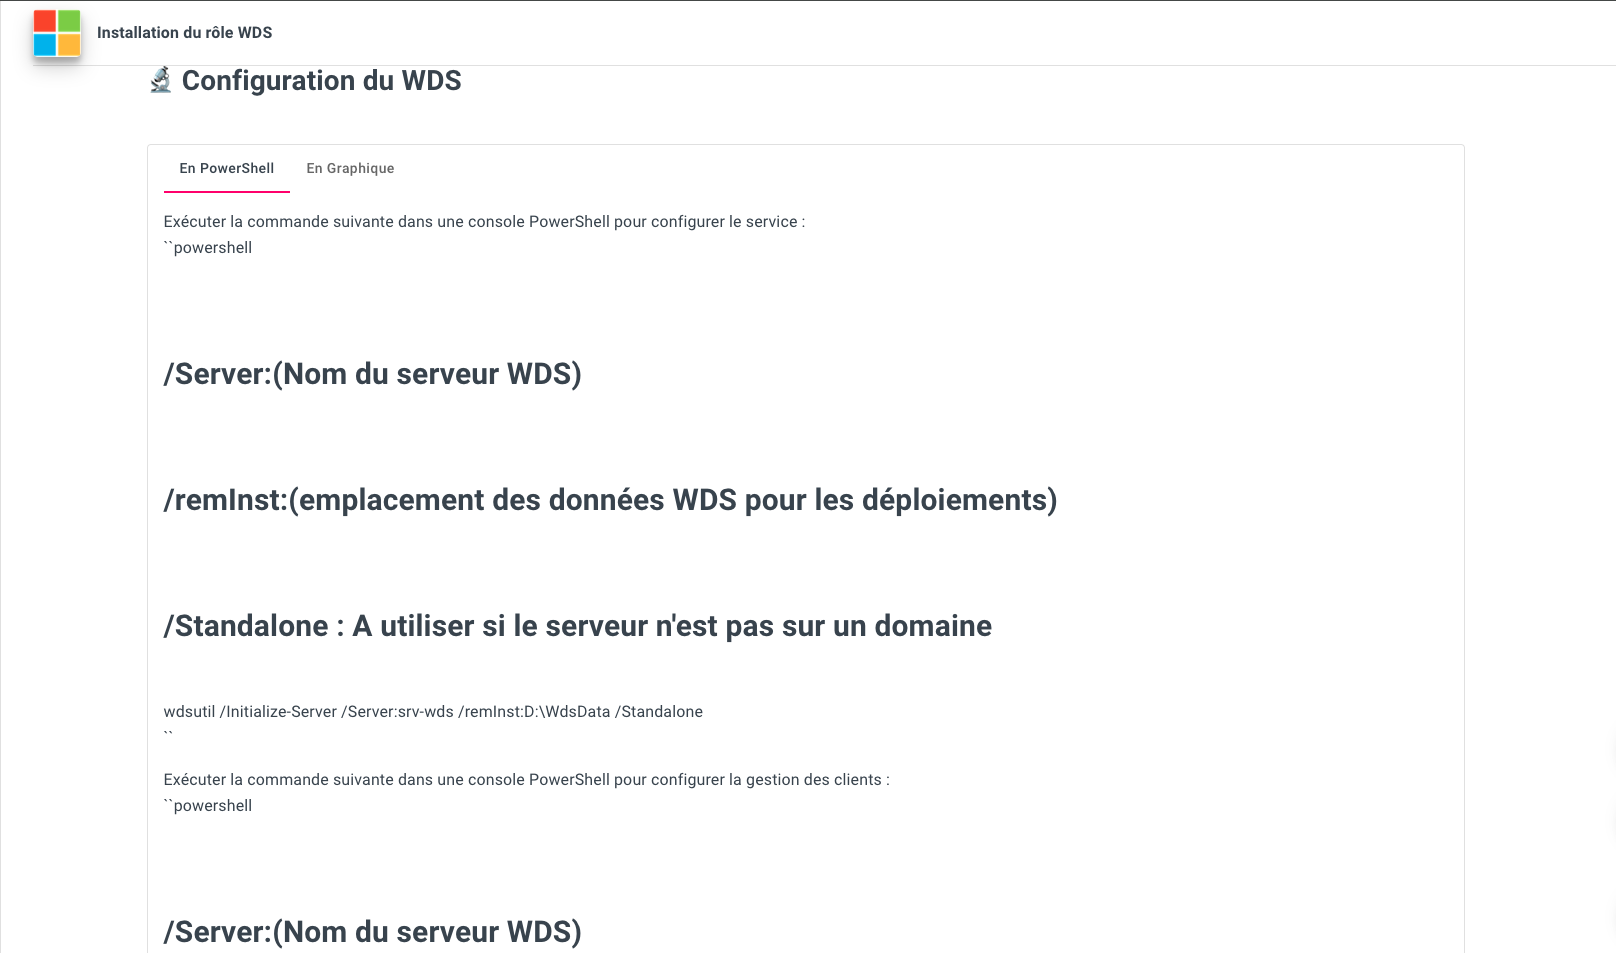 Installation du rôle WDS
🔬 Configuration du WDS
En PowerShell
En Graphique
Exécuter la commande suivante dans une console PowerShell pour configurer le service :
``powershell
/Server:(Nom du serveur WDS)
/remInst:(emplacement des données WDS pour les déploiements)
/Standalone : A utiliser si le serveur n'est pas sur un domaine
wdsutil /Initialize-Server /Server:srv-wds /remInst:D:\WdsData /Standalone
``
Exécuter la commande suivante dans une console PowerShell pour configurer la gestion des clients :
``powershell
/Server:(Nom du serveur WDS)